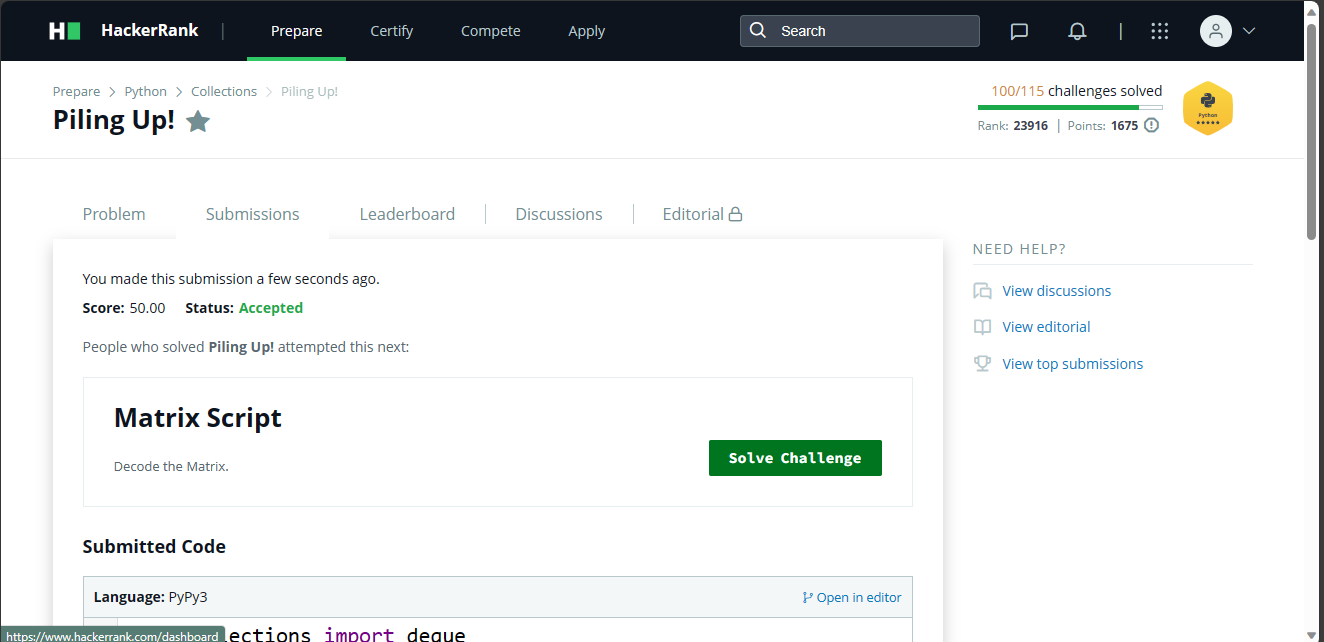 H HackerRank | Prepare Certify Compete Apply Search
Prepare > Python > Collections > Piling Up!
Piling Up!
100/115 challenges solved
Rank: 23916 | Points: 1675
Python
Problem Submissions Leaderboard Discussions Editorial
You made this submission a few seconds ago.
Score: 50.00 Status: Accepted
People who solved Piling Up! attempted this next:
Matrix Script
Decode the Matrix.
Solve Challenge
Submitted Code
Language: PyPy3 Open in editor
lections import deque
https://www.hackerrank.com/dashboard
NEED HELP?
View discussions
View editorial
View top submissions